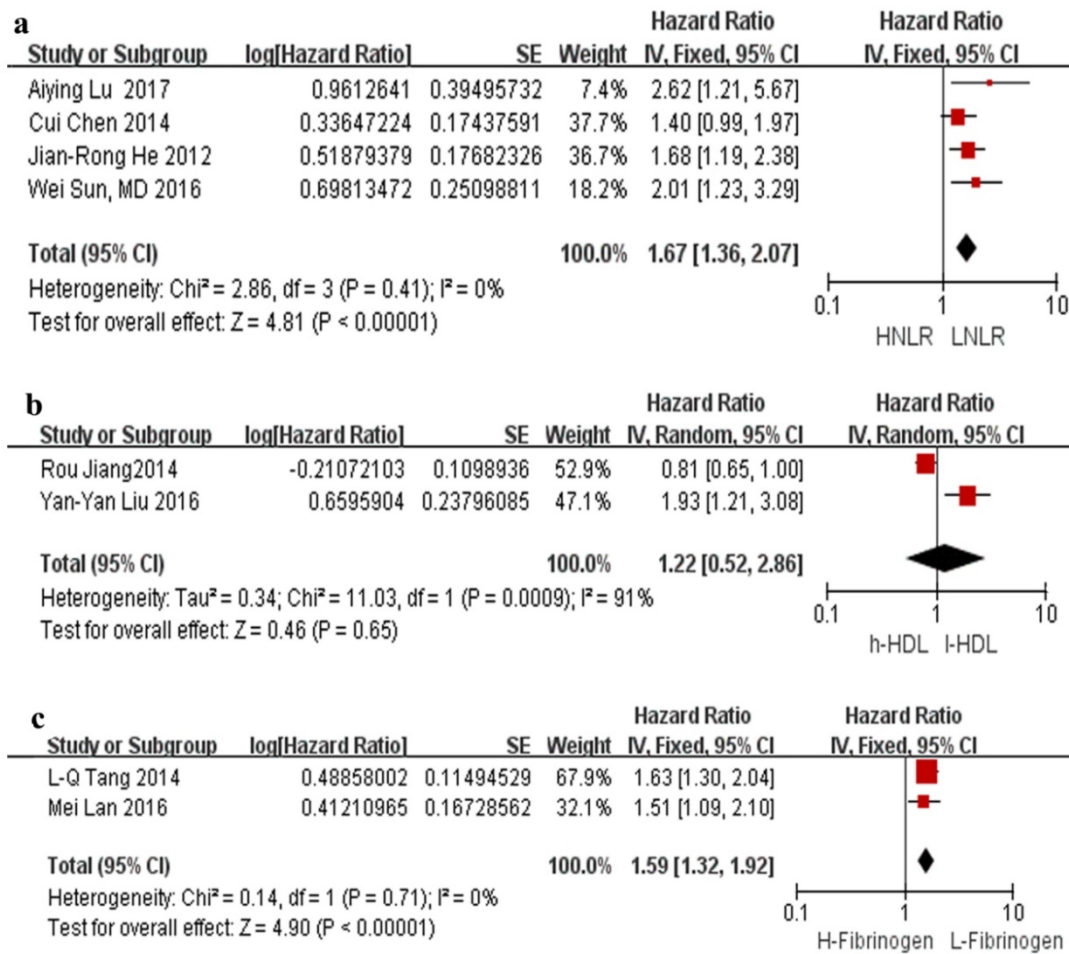 a
Hazard Ratio Hazard Ratio
Study or Subgroup log[Hazard Ratio] SE Weight IV, Fixed, 95% CI IV, Fixed, 95% CI
Aiying Lu 2017 0.9612641 0.39495732 7.4% 2.62 [1.21, 5.67]
Cui Chen 2014 0.33647224 0.17437591 37.7% 1.40 [0.99, 1.97]
Jian-Rong He 2012 0.51879379 0.17682326 36.7% 1.68 [1.19, 2.38]
Wei Sun, MD 2016 0.69813472 0.25098811 18.2% 2.01 [1.23, 3.29]
Total (95% CI) 100.0% 1.67 [1.36, 2.07]
Heterogeneity: Chi² = 2.86, df = 3 (P = 0.41); I² = 0%
Test for overall effect: Z = 4.81 (P < 0.00001)
0.1 1 10
HNLR LNLR
b
Hazard Ratio Hazard Ratio
Study or Subgroup log[Hazard Ratio] SE Weight IV, Random, 95% CI IV, Random, 95% CI
Rou Jiang2014 -0.21072103 0.1098936 52.9% 0.81 [0.65, 1.00]
Yan-Yan Liu 2016 0.6595904 0.23796085 47.1% 1.93 [1.21, 3.08]
Total (95% CI) 100.0% 1.22 [0.52, 2.86]
Heterogeneity: Tau² = 0.34; Chi² = 11.03, df = 1 (P = 0.0009); I² = 91%
Test for overall effect: Z = 0.46 (P = 0.65)
0.1 1 10
h-HDL l-HDL
c
Hazard Ratio Hazard Ratio
Study or Subgroup log[Hazard Ratio] SE Weight IV, Fixed, 95% CI IV, Fixed, 95% CI
L-Q Tang 2014 0.48858002 0.11494529 67.9% 1.63 [1.30, 2.04]
Mei Lan 2016 0.41210965 0.16728562 32.1% 1.51 [1.09, 2.10]
Total (95% CI) 100.0% 1.59 [1.32, 1.92]
Heterogeneity: Chi² = 0.14, df = 1 (P = 0.71); I² = 0%
Test for overall effect: Z = 4.90 (P < 0.00001)
0.1 1 10
H-Fibrinogen L-Fibrinogen